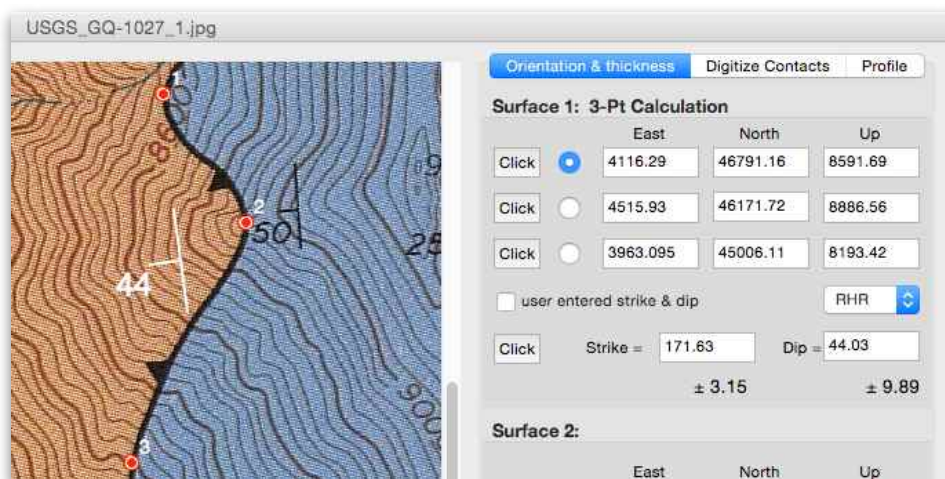 USGS_GQ-1027_1.jpg
Orientation & thickness Digitize Contacts Profile
Surface 1: 3-Pt Calculation
East North Up
Click 4116.29 46791.16 8591.69
Click 4515.93 46171.72 8886.56
Click 3963.095 45006.11 8193.42
user entered strike & dip RHR
Click Strike = 171.63 Dip = 44.03
± 3.15 ± 9.89
Surface 2:
East North Up
1
8600
2
50
44
25
900
3